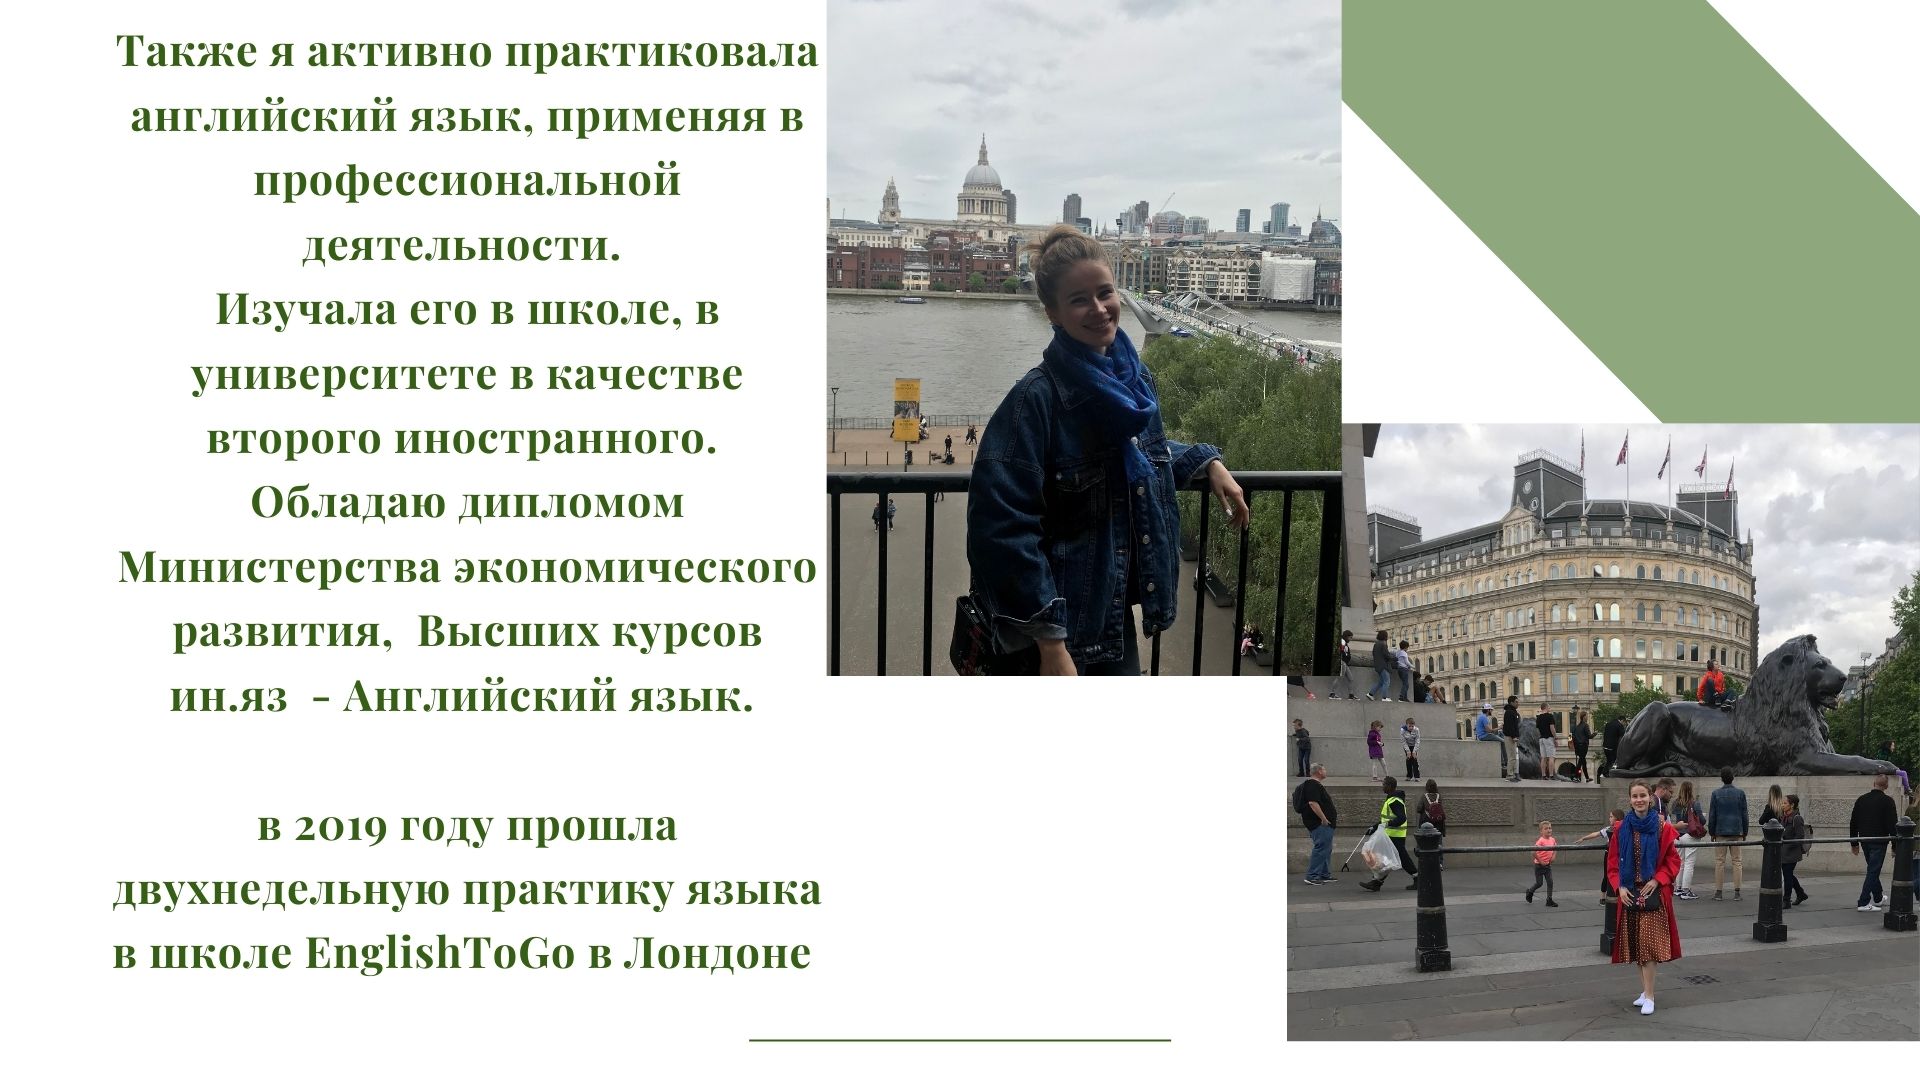 Также я активно практиковала
английский язык, применяя в
профессиональной
деятельности.
Изучала его в школе, в
университете в качестве
второго иностранного.
Обладаю дипломом
Министерства экономического
развития,  Высших курсов
ин.яз  - Английский язык.
в 2019 году прошла
двухнедельную практику языка
в школе EnglishToGo в Лондоне